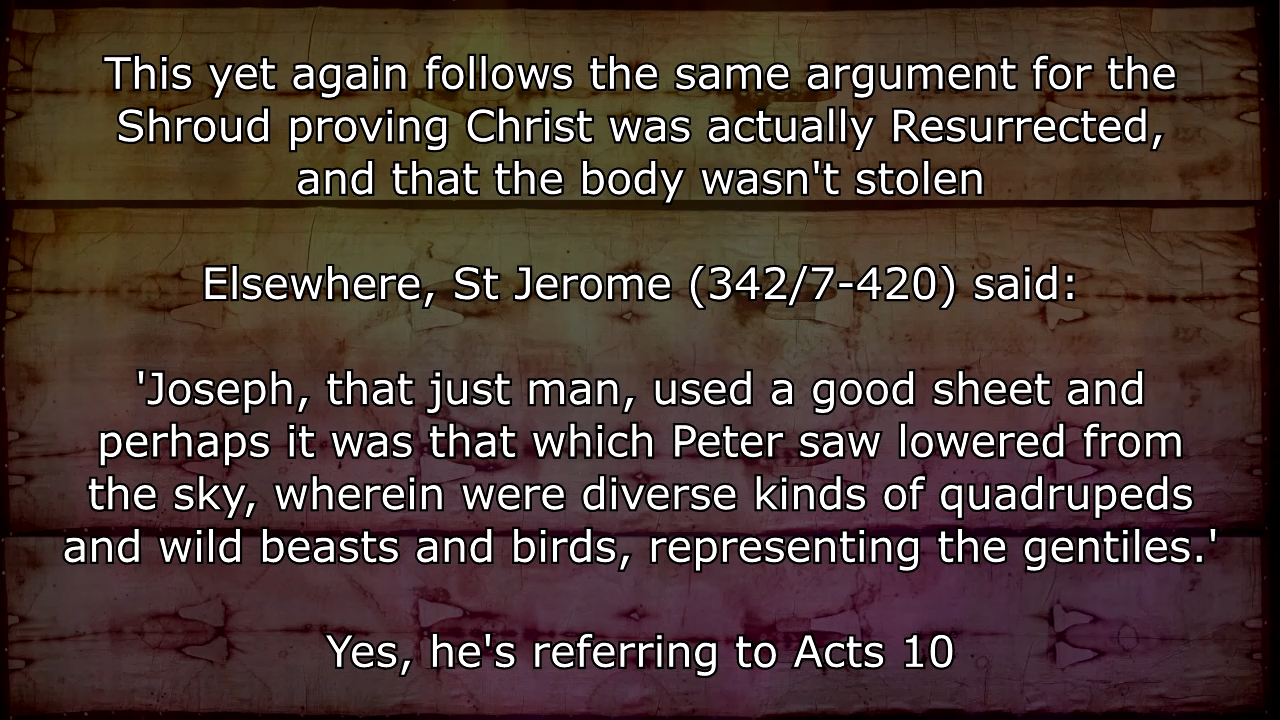 This yet again follows the same argument for the
Shroud proving Christ was actually Resurrected,
and that the body wasn't stolen
Elsewhere, St Jerome (342/7-420) said:
'Joseph, that just man, used a good sheet and
perhaps it was that which Peter saw lowered from
the sky, wherein were diverse kinds of quadrupeds
and wild beasts and birds, representing the gentiles.'
Yes, he's referring to Acts 10